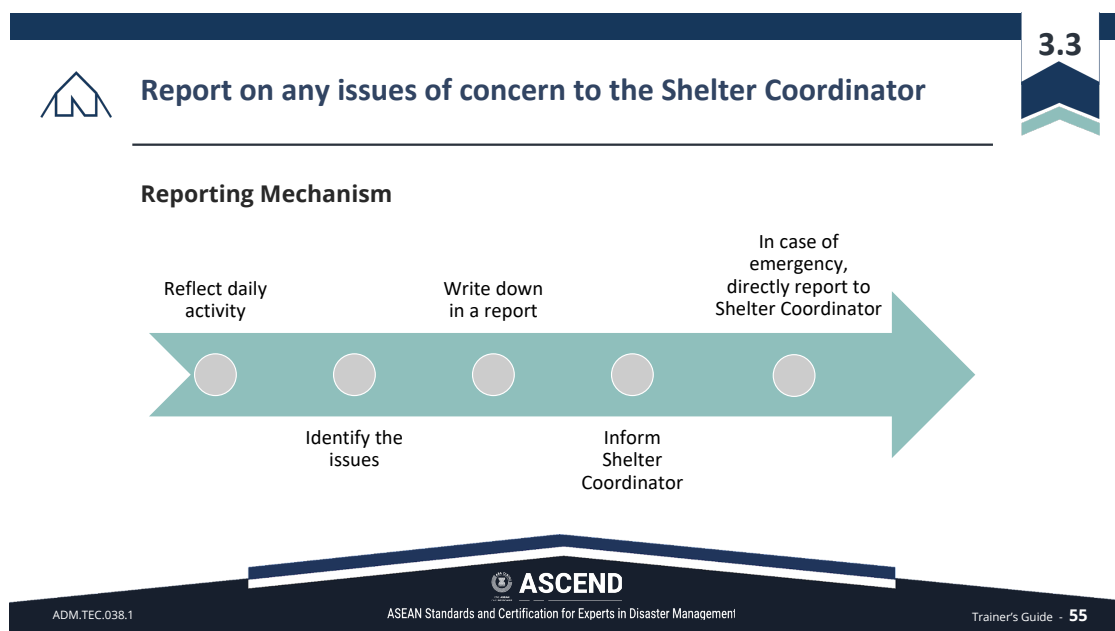 3.3
Report on any issues of concern to the Shelter Coordinator
Reporting Mechanism
Reflect daily
activity
Identify the
issues
Write down
in a report
Inform
Shelter
Coordinator
In case of
emergency,
directly report to
Shelter Coordinator
ASCEND
ADM.TEC.038.1
ASEAN Standards and Certification for Experts in Disaster Management
Trainer's Guide - 55